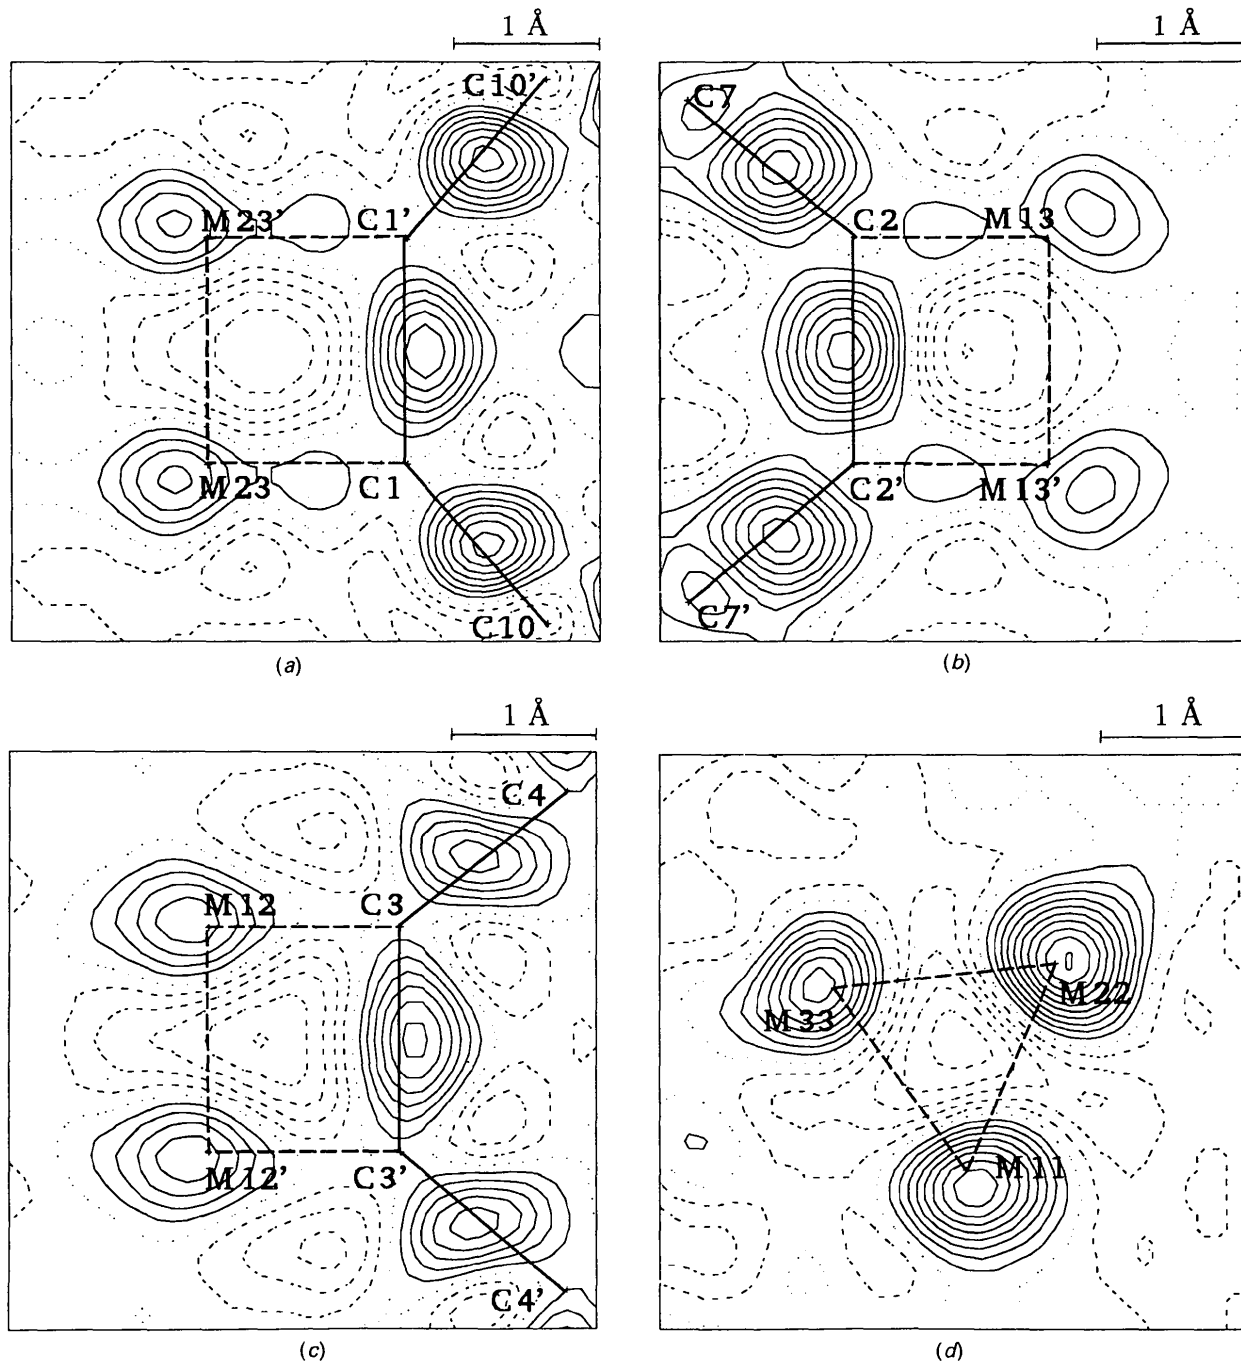 1 Å
1 Å
C10'
C7
M23'
C1'
C2
M13
M23
C1
C2'
M13'
C10
C7'
(a)
(b)
1 Å
1 Å
C4
M12
C3
M33
M22
M12'
C3'
M11
C4'
(c)
(d)